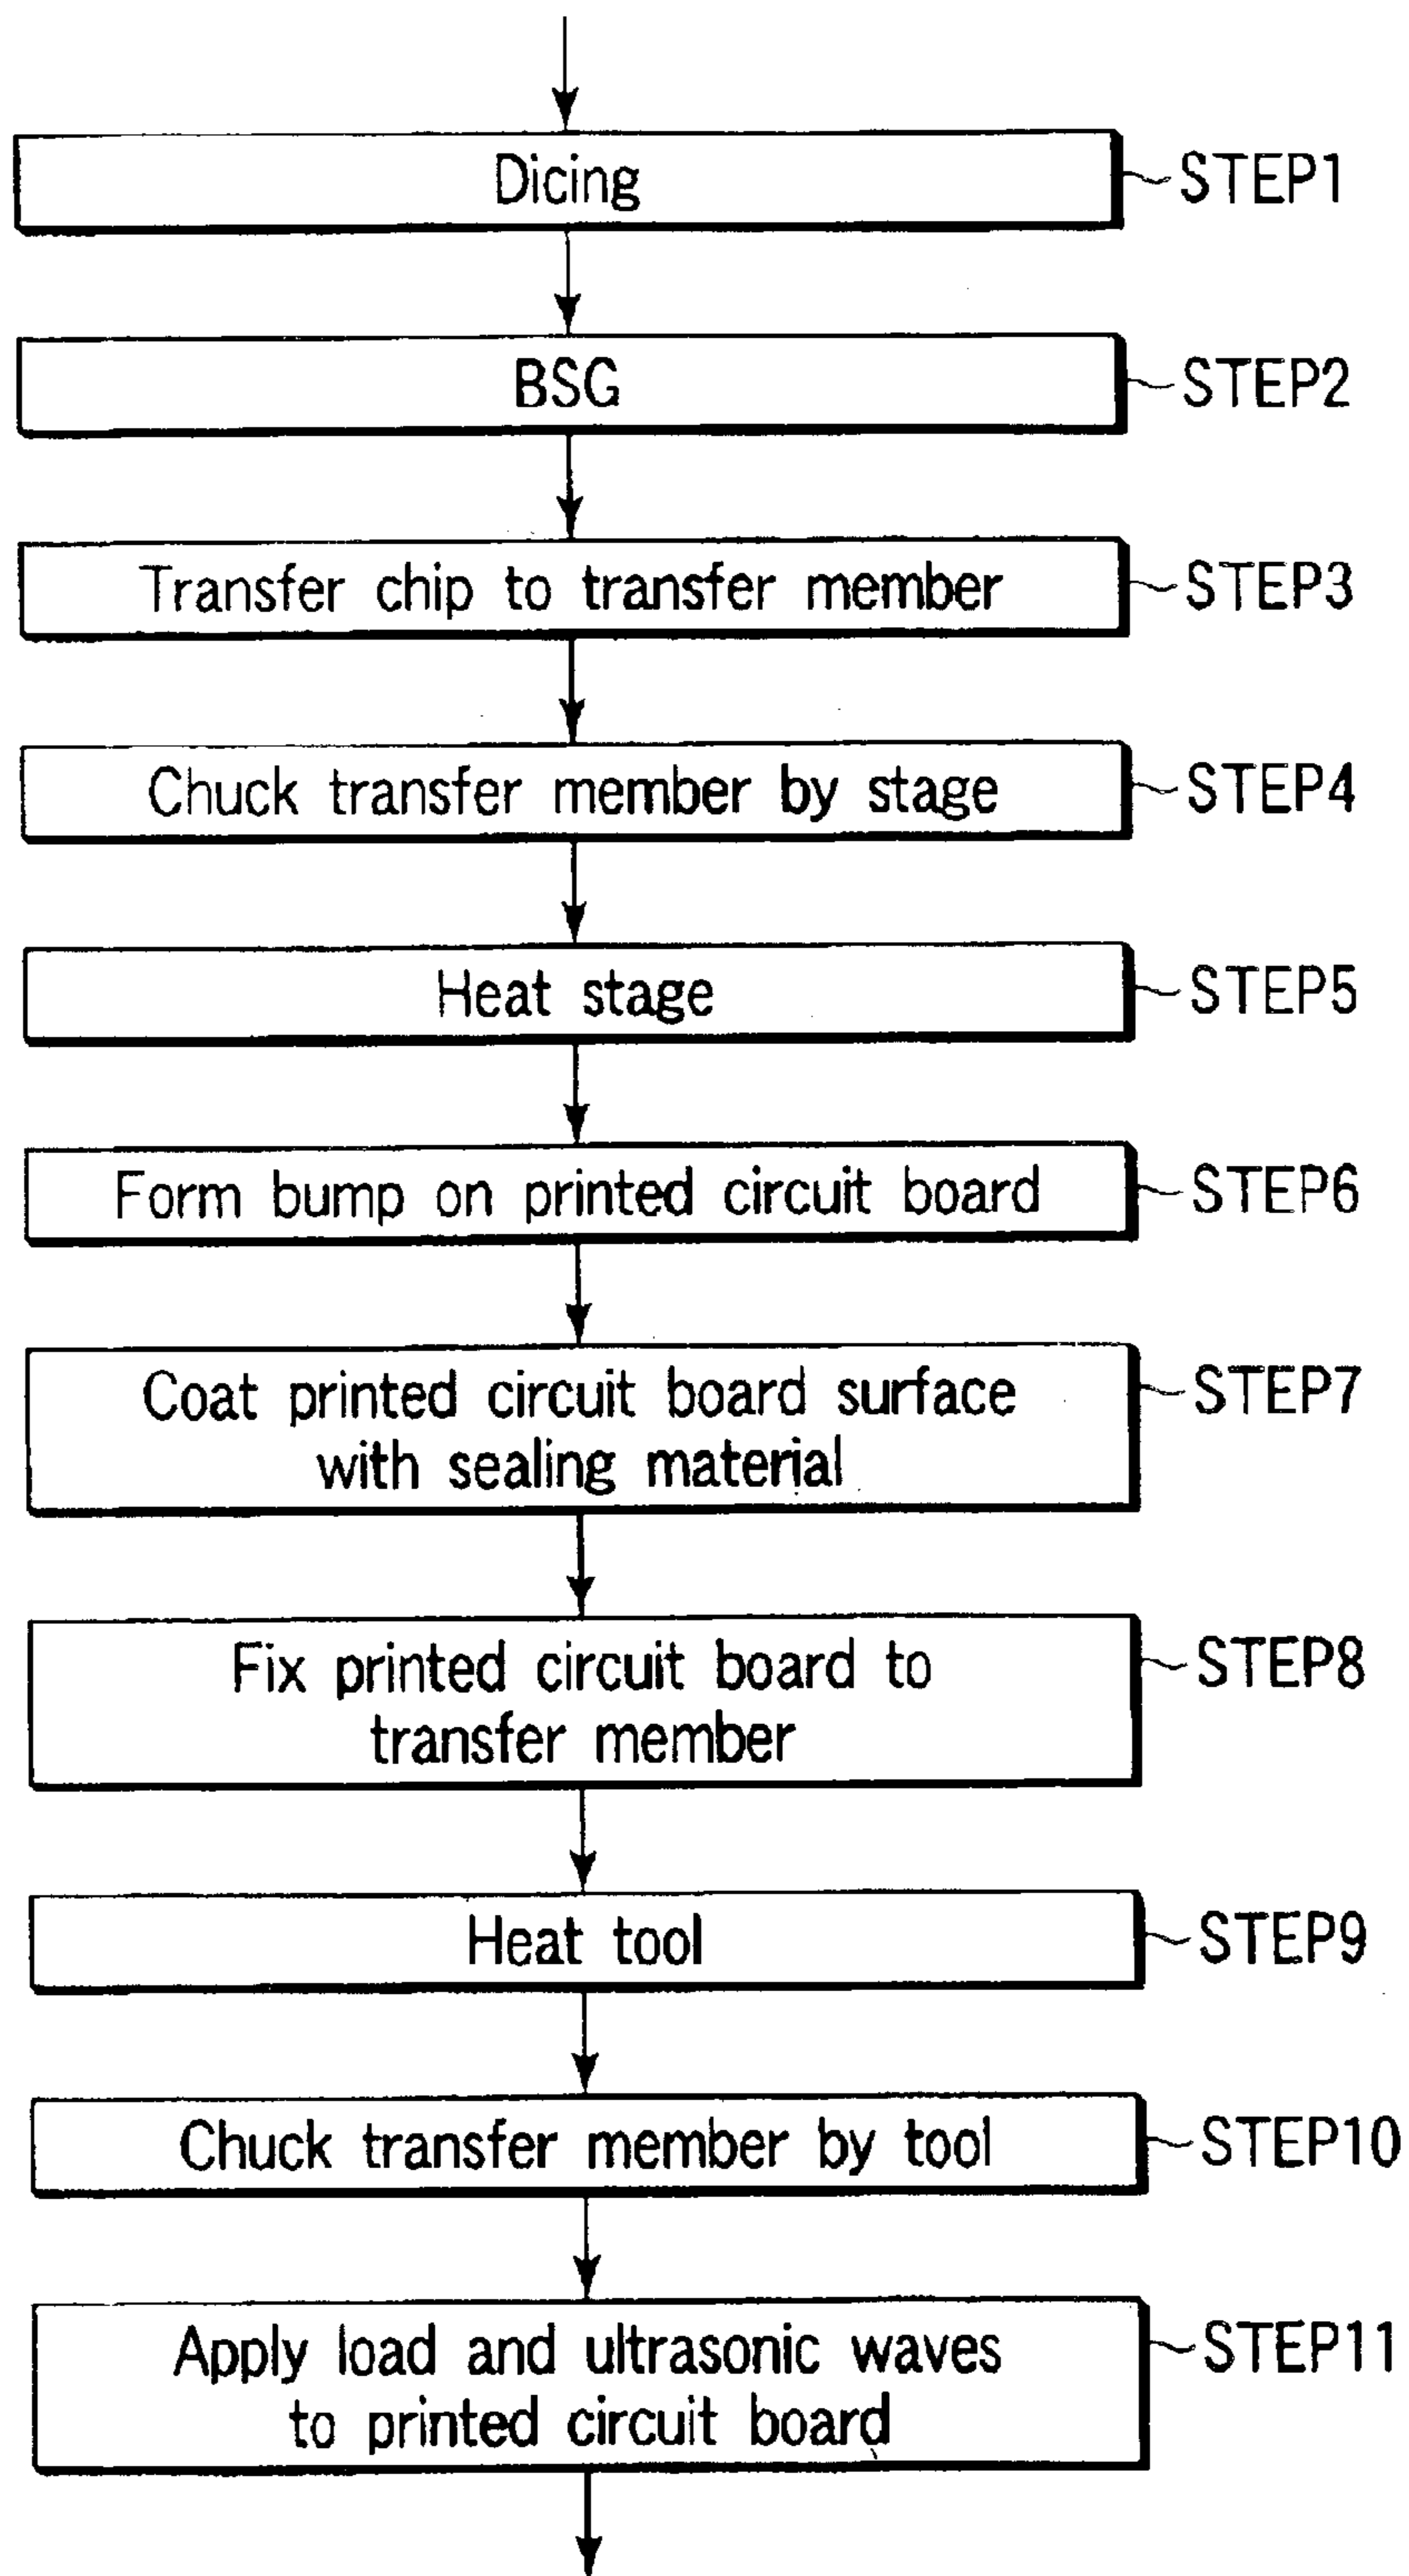 Dicing
STEP1
BSG
STEP2
Transfer chip to transfer member
STEP3
Chuck transfer member by stage
STEP4
Heat stage
STEP5
Form bump on printed circuit board
STEP6
Coat printed circuit board surface
with sealing material
STEP7
Fix printed circuit board to
transfer member
STEP8
Heat tool
STEP9
Chuck transfer member by tool
STEP10
Apply load and ultrasonic waves
to printed circuit board
STEP11